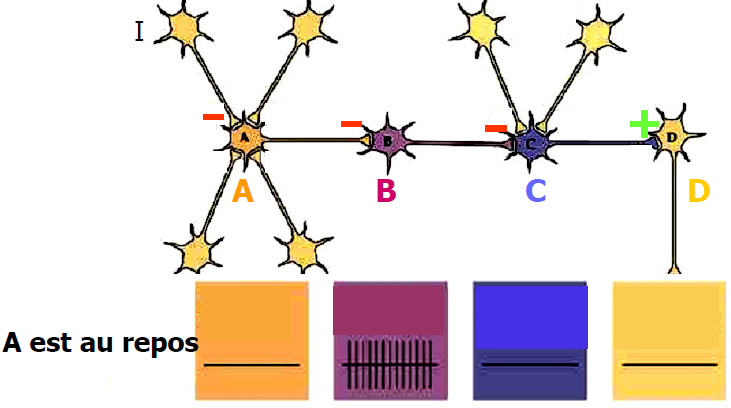 I
− − − +
A B C D
A B C D
A est au repos